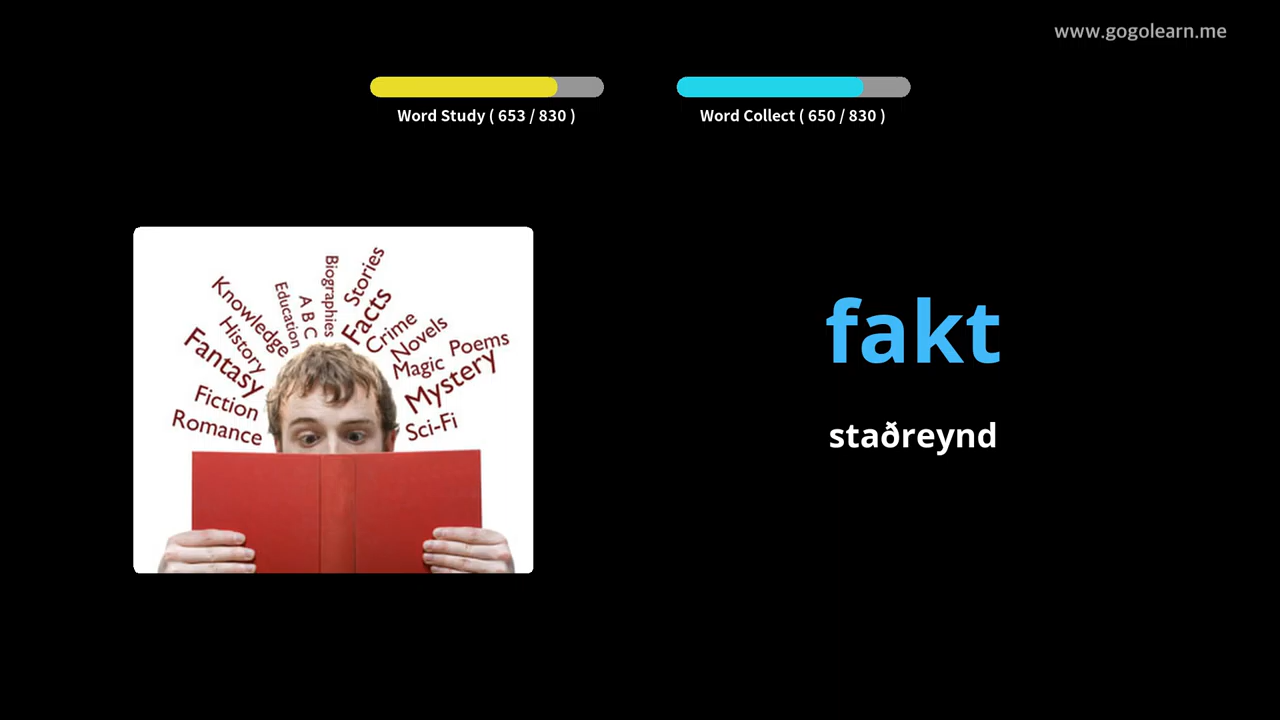 www.gogolearn.me
Word Study ( 653 / 830 )
Word Collect ( 650 / 830 )
Romance
Fiction
Fantasy
History
Knowledge
Education
A B C
Biographies
Stories
Facts
Crime
Novels
Magic
Poems
Mystery
Sci-Fi
fakt
staðreynd